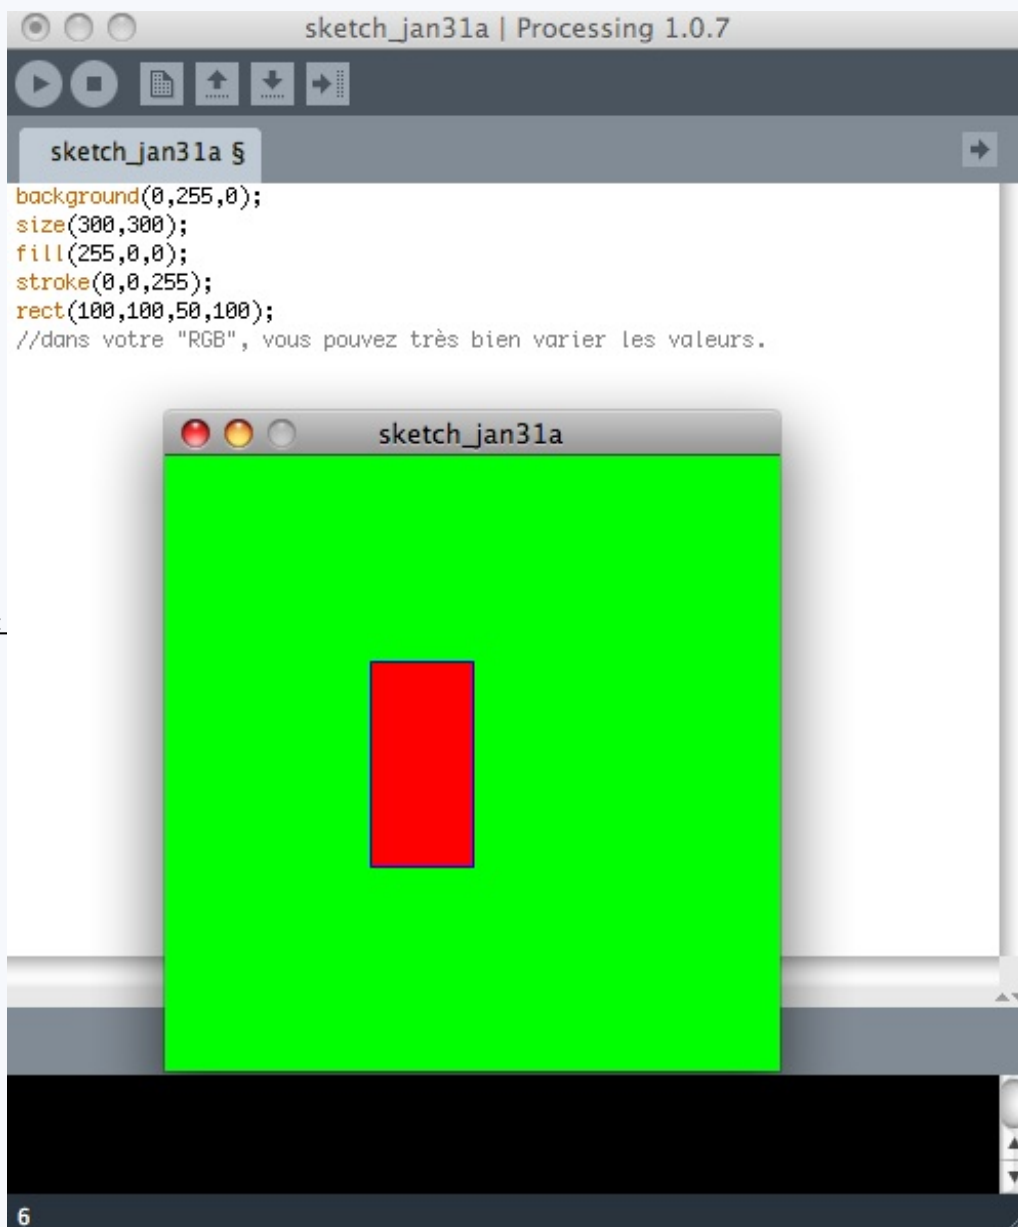 sketch_jan31a | Processing 1.0.7
sketch_jan31a §
background(0,255,0);
size(300,300);
fill(255,0,0);
stroke(0,0,255);
rect(100,100,50,100);
//dans votre "RGB", vous pouvez très bien varier les valeurs.
sketch_jan31a
6